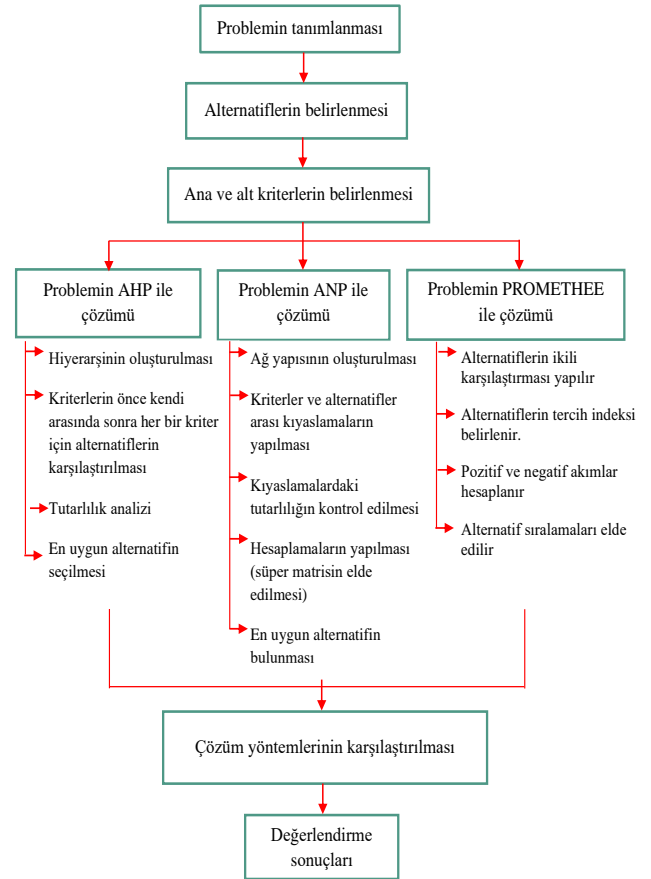 Problemin tanımlanması
Alternatiflerin belirlenmesi
Ana ve alt kriterlerin belirlenmesi
Problemin AHP ile
çözümü
Hiyerarşinin oluşturulması
Kriterlerin önce kendi
arasında sonra her bir kriter
için alternatiflerin
karşılaştırılması
Tutarlılık analizi
En uygun alternatifin
seçilmesi
Problemin ANP ile
çözümü
Ağ yapısının oluşturulması
Kriterler ve alternatifler
arası kıyaslamaların
yapılması
Kıyaslamalardaki
tutarlılığın kontrol edilmesi
Hesaplamaların yapılması
(süper matrisin elde
edilmesi)
En uygun alternatifin
bulunması
Problemin PROMETHEE
ile çözümü
Alternatiflerin ikili
karşılaştırması yapılır
Alternatiflerin tercih indeksi
belirlenir.
Pozitif ve negatif akımlar
hesaplanır
Alternatif sıralamaları elde
edilir
Çözüm yöntemlerinin karşılaştırılması
Değerlendirme
sonuçları